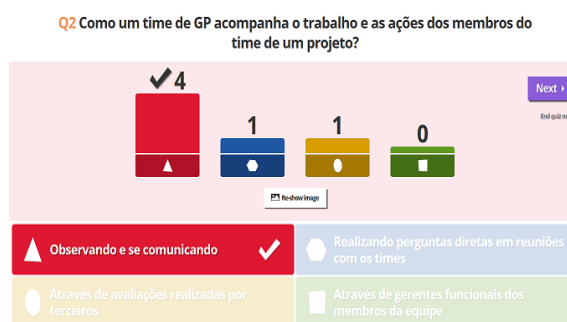 Q2 Como um time de GP acompanha o trabalho e as ações dos membros do
time de um projeto?
4
1
1
0
Next
End quiz
Re-show image
Observando e se comunicando
Realizando perguntas diretas em reuniões
com os times
Através de avaliações realizadas por
terceiros
Através de gerentes funcionais dos
membros da equipe